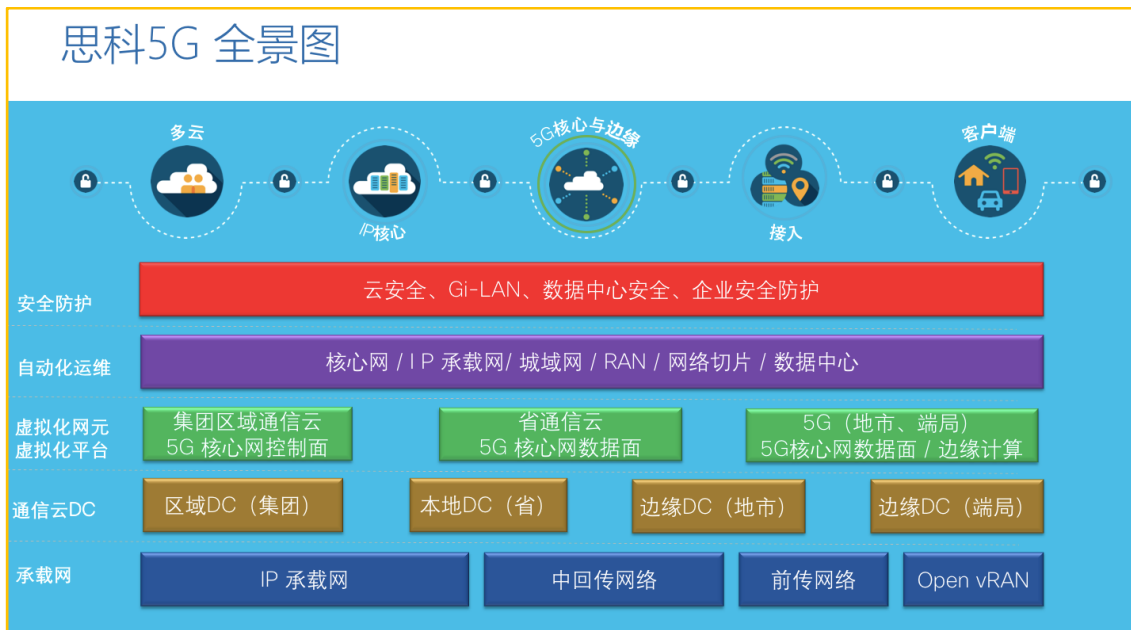 思科5G 全景图
多云
IP核心
5G核心与边缘
接入
客户端
安全防护
云安全、Gi-LAN、数据中心安全、企业安全防护
自动化运维
核心网 / I P 承载网/ 城域网 / RAN / 网络切片 / 数据中心
虚拟化网元
虚拟化平台
集团区域通信云
5G 核心网控制面
省通信云
5G 核心网数据面
5G（地市、端局）
5G核心网数据面 / 边缘计算
通信云DC
区域DC（集团）
本地DC（省）
边缘DC（地市）
边缘DC（端局）
承载网
IP 承载网
中回传网络
前传网络
Open vRAN